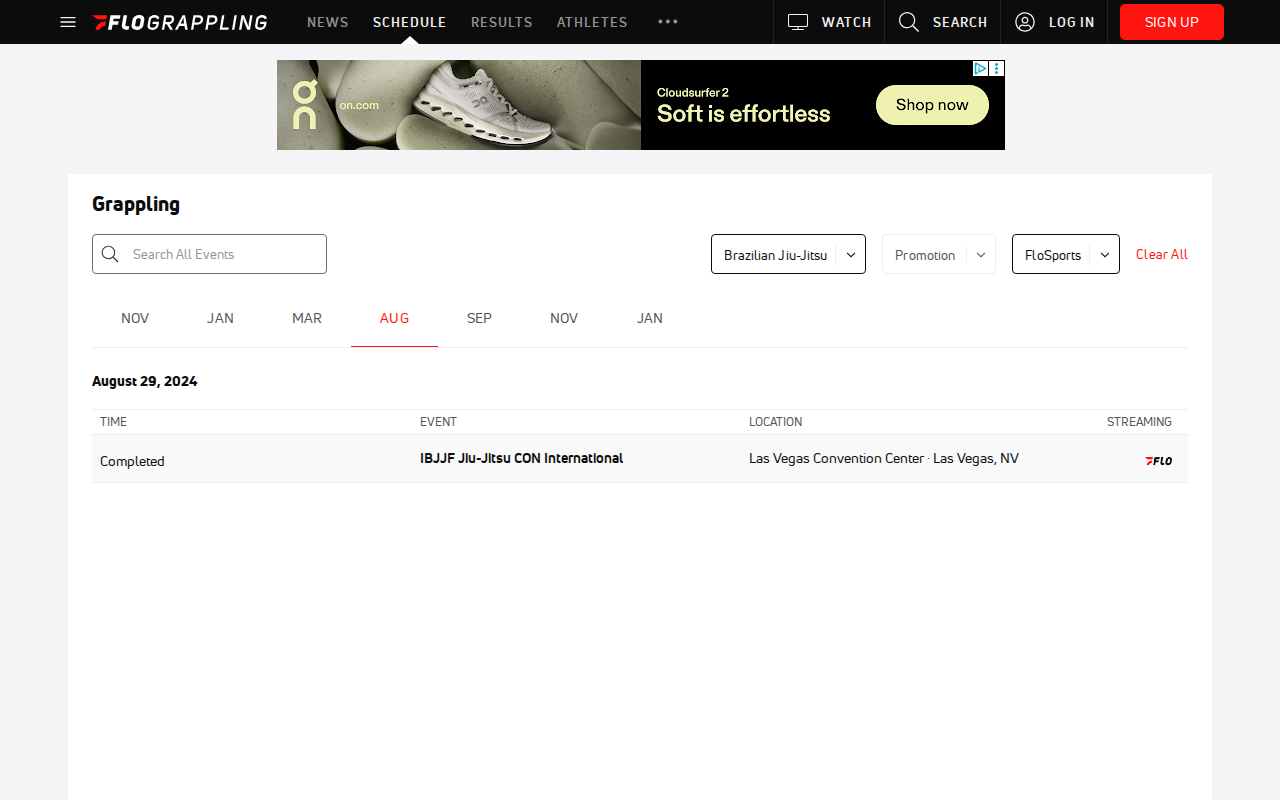 FLOGRAPPLING NEWS SCHEDULE RESULTS ATHLETES WATCH SEARCH LOG IN SIGN UP
on.com
Cloudsurfer 2
Soft is effortless
Shop now
Grappling
Search All Events Brazilian Jiu-Jitsu Promotion FloSports Clear All
NOV JAN MAR AUG SEP NOV JAN
August 29, 2024
TIME EVENT LOCATION STREAMING
Completed IBJJF Jiu-Jitsu CON International Las Vegas Convention Center · Las Vegas, NV FLO